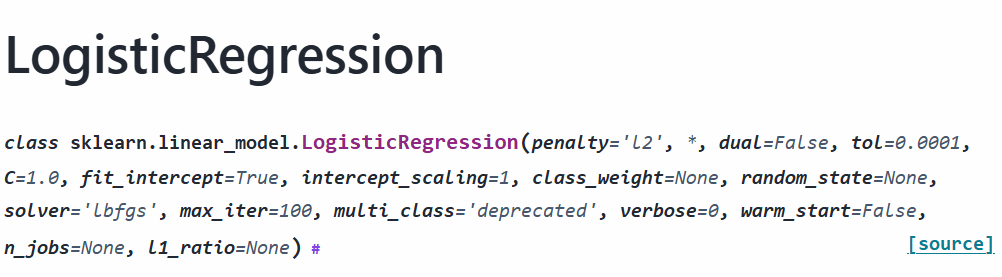 LogisticRegression
class sklearn.linear_model.LogisticRegression(penalty='l2', *, dual=False, tol=0.0001,
C=1.0, fit_intercept=True, intercept_scaling=1, class_weight=None, random_state=None,
solver='lbfgs', max_iter=100, multi_class='deprecated', verbose=0, warm_start=False,
n_jobs=None, l1_ratio=None) # [source]